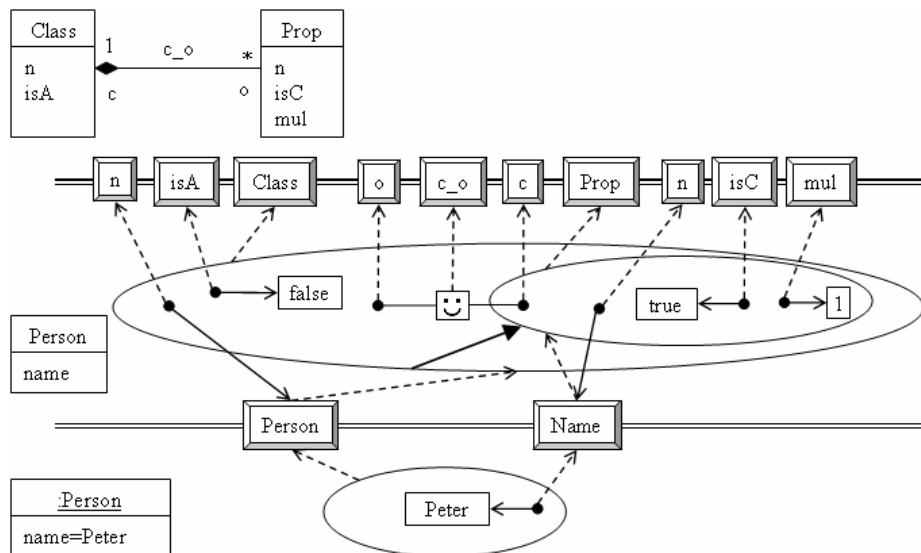 Class
Prop
1
c_o
*
n
isA
c
o
n
isC
mul
n
isA
Class
o
c_o
c
Prop
n
isC
mul
false
true
1
Person
name
Person
Name
Peter
:Person
name=Peter